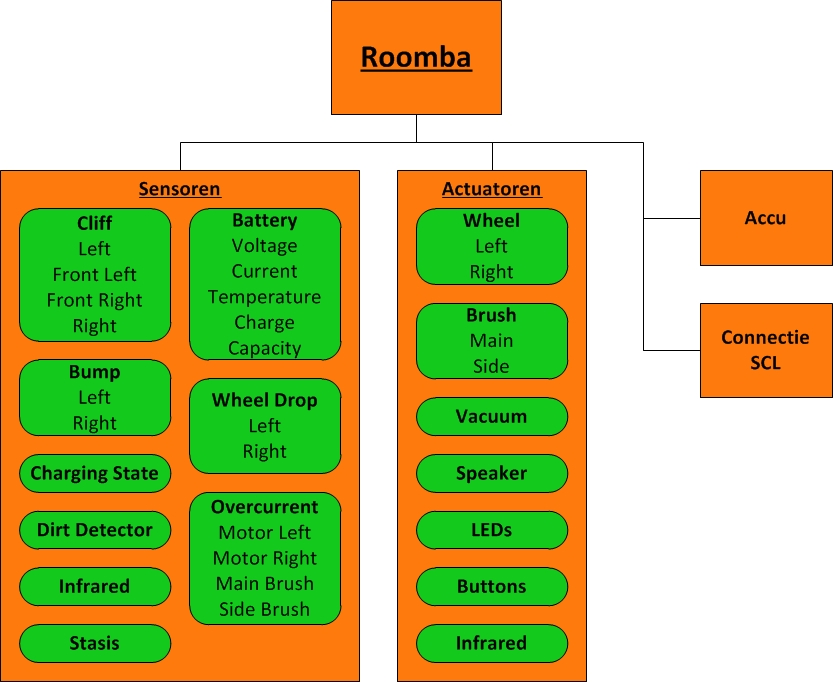 Roomba
Sensoren
Cliff
Left
Front Left
Front Right
Right
Bump
Left
Right
Charging State
Dirt Detector
Infrared
Stasis
Battery
Voltage
Current
Temperature
Charge
Capacity
Wheel Drop
Left
Right
Overcurrent
Motor Left
Motor Right
Main Brush
Side Brush
Actuatoren
Wheel
Left
Right
Brush
Main
Side
Vacuum
Speaker
LEDs
Buttons
Infrared
Accu
Connectie
SCL